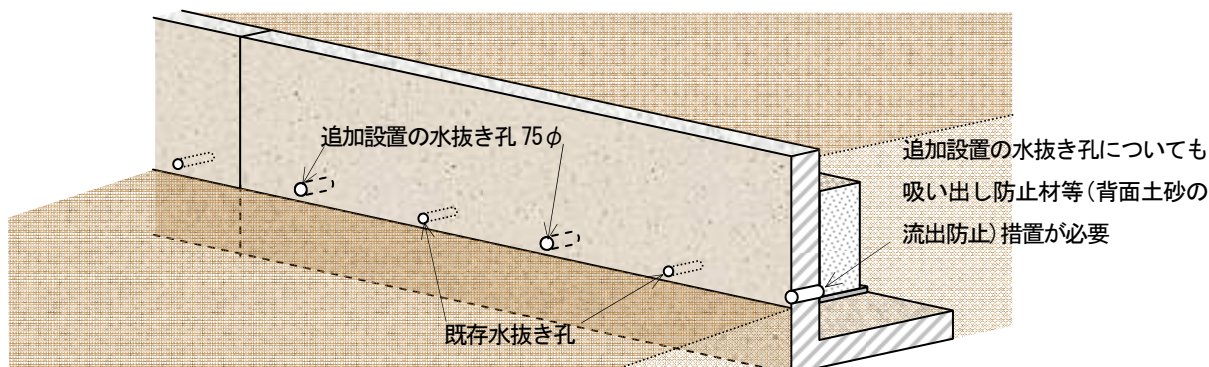 追加設置の水抜き孔 75φ
追加設置の水抜き孔についても
吸い出し防止材等(背面土砂の
流出防止)措置が必要
既存水抜き孔